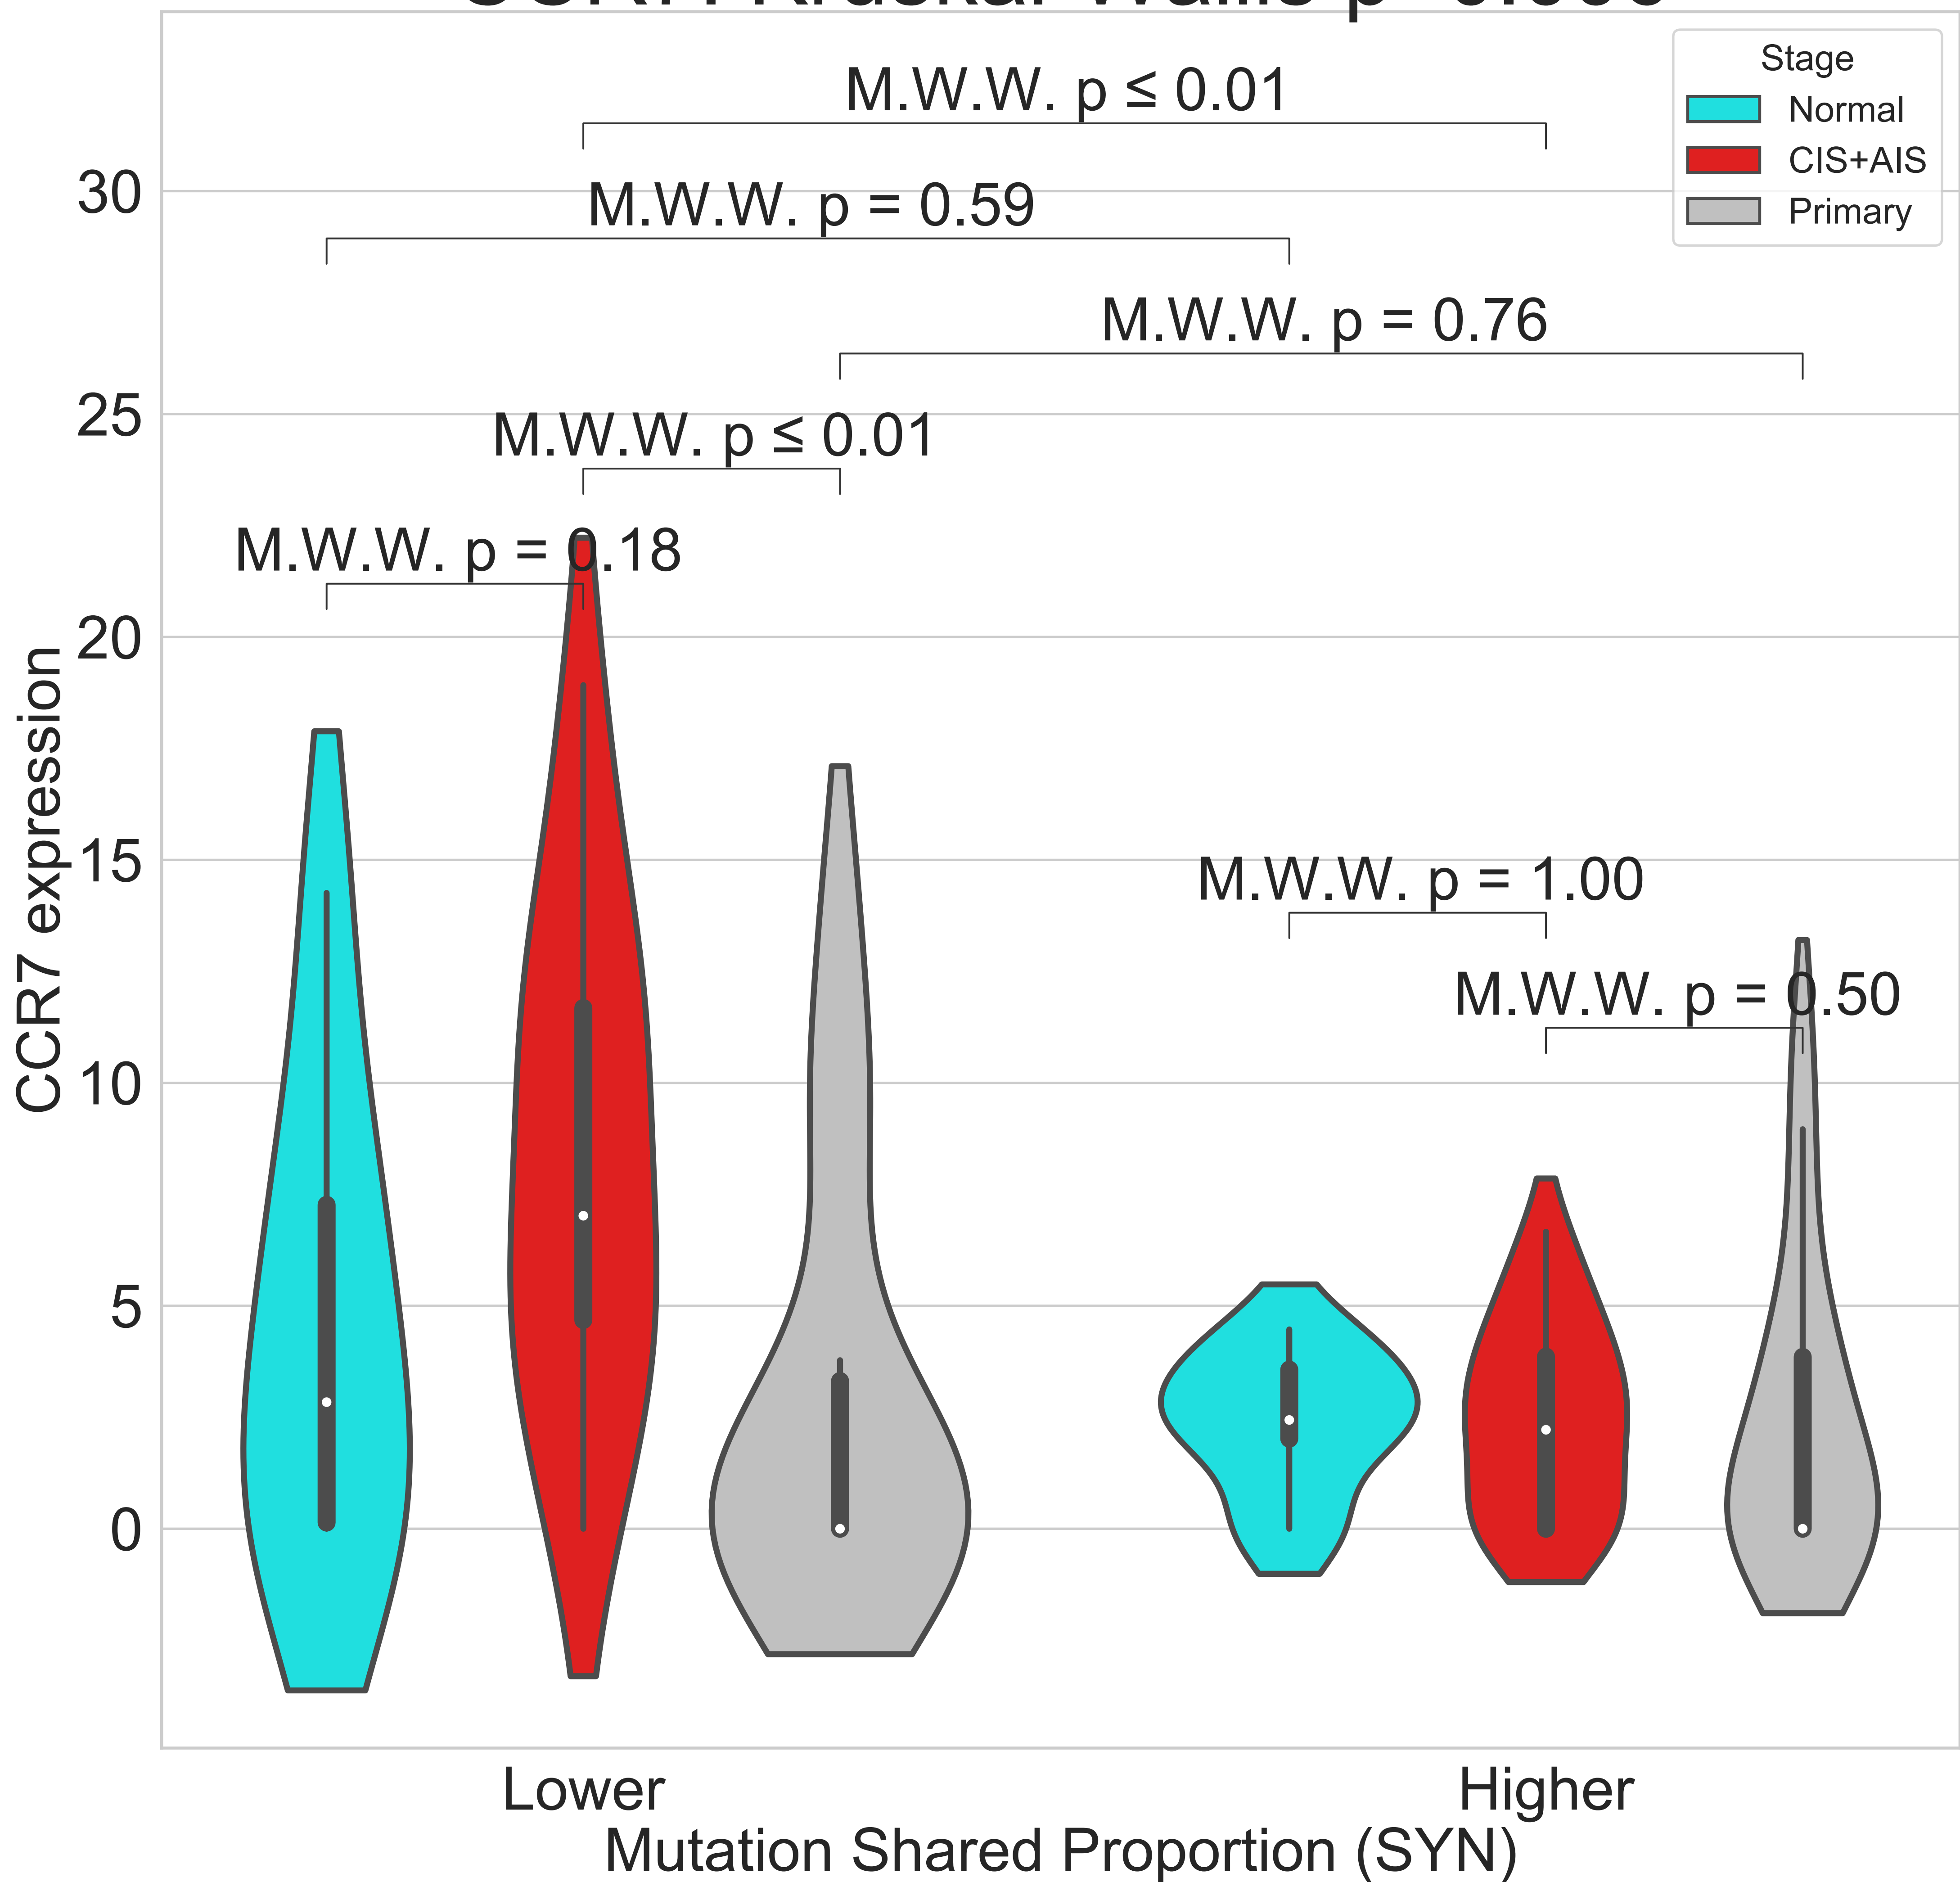 Stage
Normal
CIS+AIS
Primary
M.W.W. p ≤ 0.01
M.W.W. p = 0.59
M.W.W. p = 0.76
M.W.W. p ≤ 0.01
M.W.W. p = 0.18
M.W.W. p = 1.00
M.W.W. p = 0.50
30
25
20
15
10
5
0
CCR7 expression
Lower
Higher
Mutation Shared Proportion (SYN)